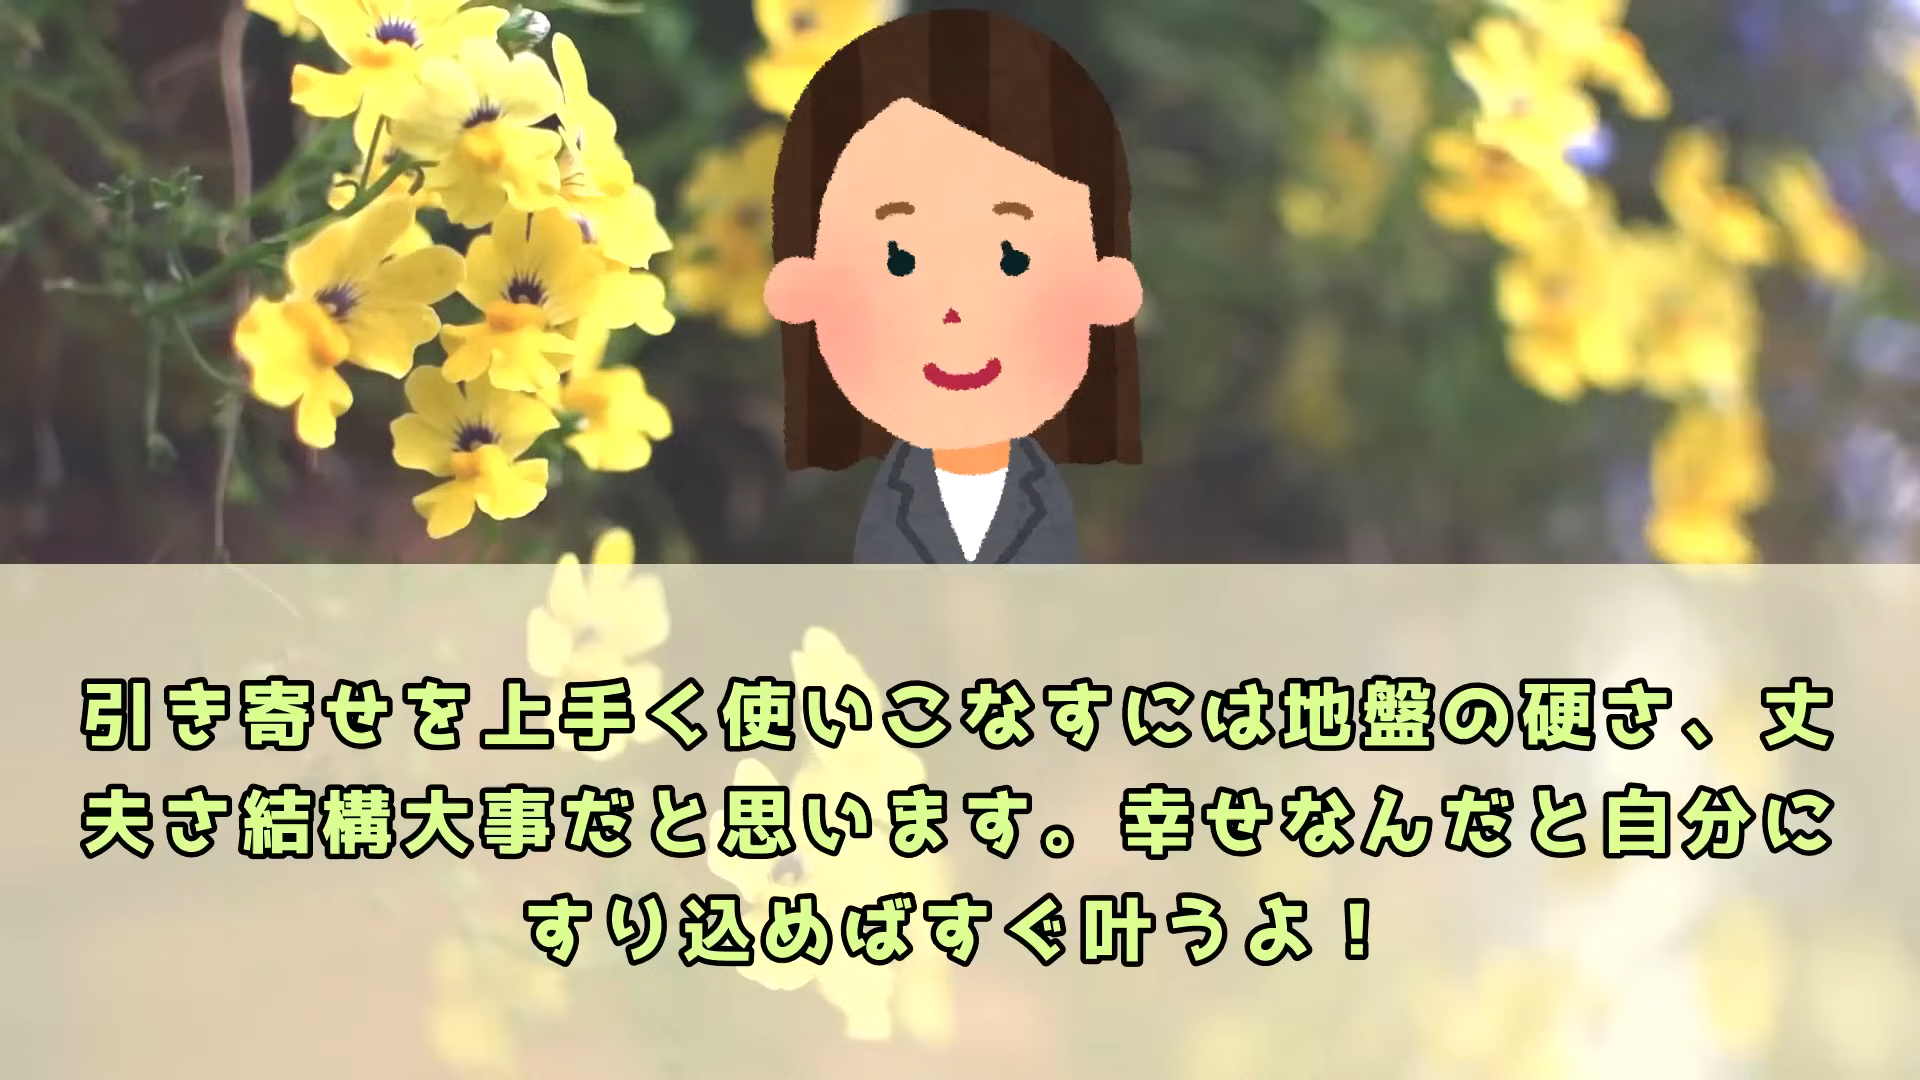 引き寄せを上手く使いこなすには地盤の硬さ、丈
夫さ結構大事だと思います。幸せなんだと自分に
すり込めばすぐ叶うよ！